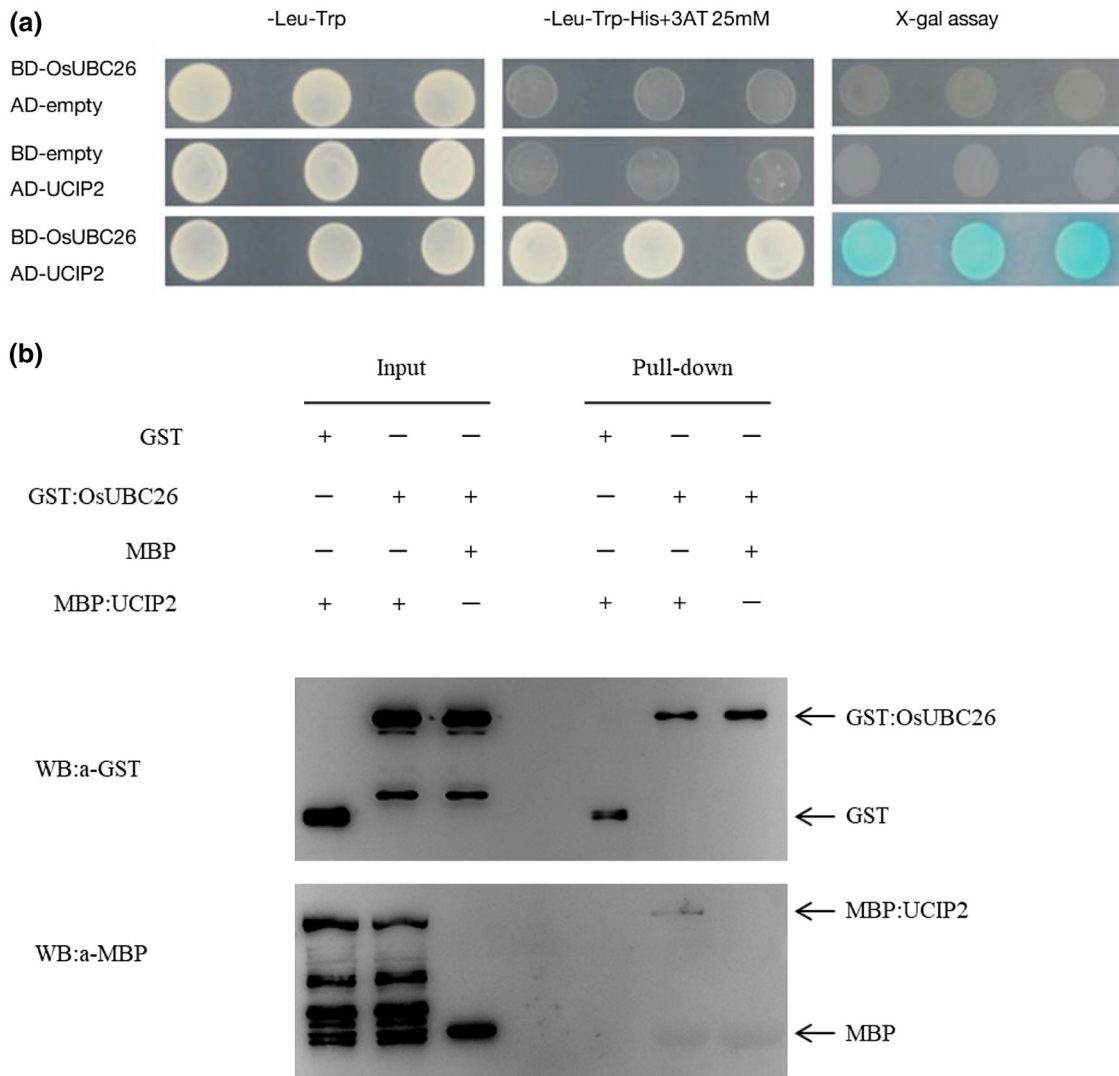 (a)
-Leu-Trp -Leu-Trp-His+3AT 25mM X-gal assay
BD-OsUBC26
AD-empty
BD-empty
AD-UCIP2
BD-OsUBC26
AD-UCIP2
(b)
Input Pull-down
GST + — — + — —
GST:OsUBC26 — + + — + +
MBP — — + — — +
MBP:UCIP2 + + — + + —
WB:a-GST
GST:OsUBC26
GST
WB:a-MBP
MBP:UCIP2
MBP